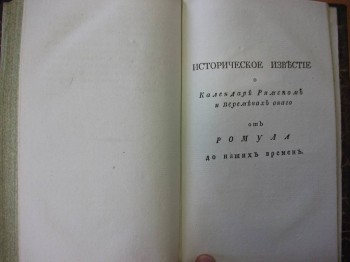 ИСТОРИЧЕСКОЕ ИЗВѢСТІЕ
о
Календарѣ Римскомъ
и перемѣнахъ онаго
отъ
РОМУЛА
до нашихъ временъ.